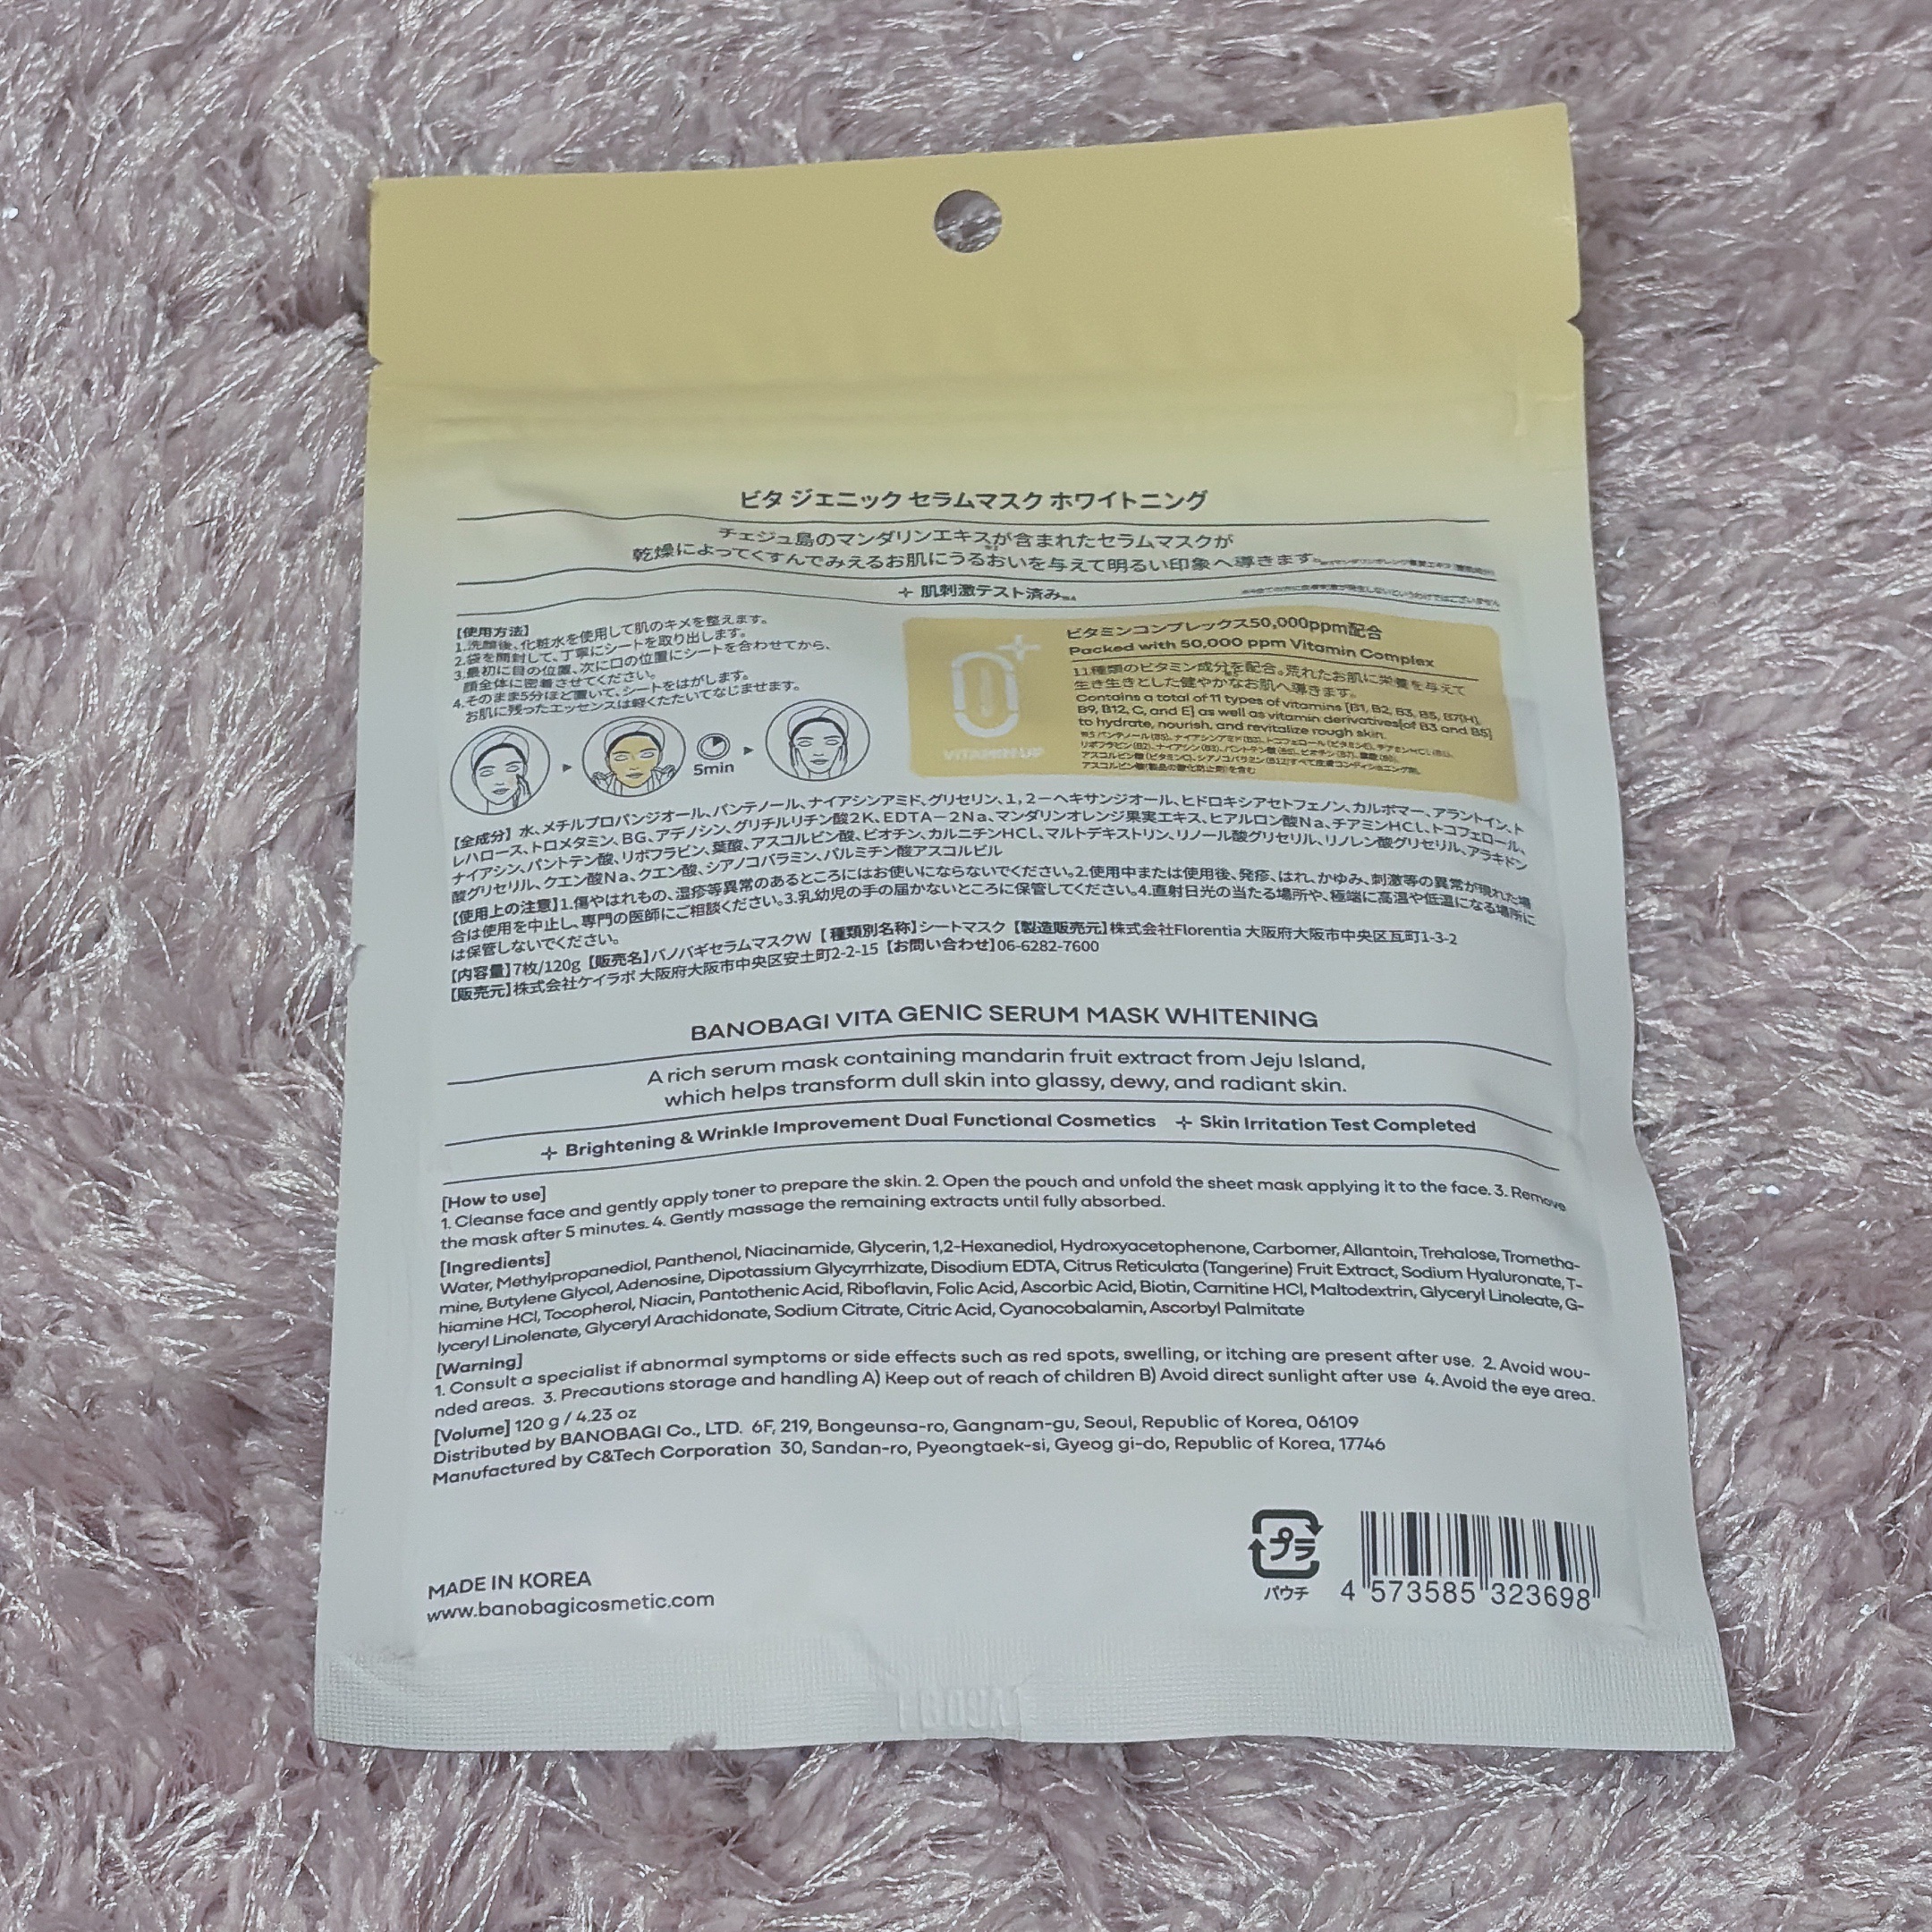 ビタ ジェニック セラムマスク ホワイトニング
チェジュ島のマンダリンエキスが含まれたセラムマスクが
乾燥によってくすんでみえるお肌にうるおいを与えて明るい印象へ導きます。
肌刺激テスト済み
【使用方法】
1.洗顔後、化粧水を使用して肌のキメを整えます。
2.袋を開封して、丁寧にシートを取り出します。
3.最初に目の位置、次に口の位置にシートを合わせてから、
顔全体に密着させてください。
4.そのまま5分ほど置いて、シートをはがします。
お肌に残ったエッセンスは軽くたたいてなじませます。
5min
VITAMIN UP
ビタミンコンプレックス50,000ppm配合
Packed with 50,000 ppm Vitamin Complex
11種類のビタミン成分を配合。荒れたお肌に栄養を与えて
生き生きとした健やかなお肌へ導きます。
Contains a total of 11 types of vitamins [B1, B2, B3, B5, B7(H),
B9, B12, C, and E] as well as vitamin derivatives[of B3 and B5]
to hydrate, nourish, and revitalize rough skin.
【全成分】水、メチルプロパンジオール、パンテノール、ナイアシンアミド、グリセリン、1,2ーヘキサンジオール、ヒドロキシアセトフェノン、カルボマー、アラントイン、ト
レハロース、トロメタミン、BG、アデノシン、グリチルリチン酸2K、EDTAー2Na、マンダリンオレンジ果実エキス、ヒアルロン酸Na、チアミンHCL、トコフェロール、
ナイアシン、パントテン酸、リボフラビン、葉酸、アスコルビン酸、ビオチン、カルニチンHCL、マルトデキストリン、リノール酸グリセリル、リノレン酸グリセリル、アラキドン
酸グリセリル、クエン酸Na、クエン酸、シアノコバラミン、パルミチン酸アスコルビル
【使用上の注意】1.傷やはれもの、湿疹等異常のあるところにはお使いにならないでください。2.使用中または使用後、発疹、はれ、かゆみ、刺激等の異常が現れた場
合は使用を中止し、専門の医師にご相談ください。3.乳幼児の手の届かないところに保管してください。4.直射日光の当たる場所や、極端に高温や低温になる場所に
は保管しないでください。
【内容量】7枚/120g 【販売名】バノバギセラムマスクW 【種類別名称】シートマスク 【製造販売元】株式会社Florentia 大阪府大阪市中央区瓦町1-3-2
【販売元】株式会社ケイラボ 大阪府大阪市中央区安土町2-2-15 【お問い合わせ】06-6282-7600
BANOBAGI VITA GENIC SERUM MASK WHITENING
A rich serum mask containing mandarin fruit extract from Jeju Island,
which helps transform dull skin into glassy, dewy, and radiant skin.
Brightening & Wrinkle Improvement Dual Functional Cosmetics Skin Irritation Test Completed
[How to use]
1. Cleanse face and gently apply toner to prepare the skin. 2. Open the pouch and unfold the sheet mask applying it to the face. 3. Remove
the mask after 5 minutes. 4. Gently massage the remaining extracts until fully absorbed.
[Ingredients]
Water, Methylpropanediol, Panthenol, Niacinamide, Glycerin, 1,2-Hexanediol, Hydroxyacetophenone, Carbomer, Allantoin, Trehalose, Trometha-
mine, Butylene Glycol, Adenosine, Dipotassium Glycyrrhizate, Disodium EDTA, Citrus Reticulata (Tangerine) Fruit Extract, Sodium Hyaluronate, T-
hiamine HCl, Tocopherol, Niacin, Pantothenic Acid, Riboflavin, Folic Acid, Ascorbic Acid, Biotin, Carnitine HCl, Maltodextrin, Glyceryl Linoleate, G-
lyceryl Linolenate, Glyceryl Arachidonate, Sodium Citrate, Citric Acid, Cyanocobalamin, Ascorbyl Palmitate
[Warning]
1. Consult a specialist if abnormal symptoms or side effects such as red spots, swelling, or itching are present after use. 2. Avoid wou-
nded areas. 3. Precautions storage and handling A) Keep out of reach of children B) Avoid direct sunlight after use 4. Avoid the eye area.
[Volume] 120 g / 4.23 oz
Distributed by BANOBAGI Co., LTD. 6F, 219, Bongeunsa-ro, Gangnam-gu, Seoul, Republic of Korea, 06109
Manufactured by C&Tech Corporation 30, Sandan-ro, Pyeongtaek-si, Gyeog gi-do, Republic of Korea, 17746
MADE IN KOREA
www.banobagicosmetic.com
プラ
パウチ
4 573585 323698